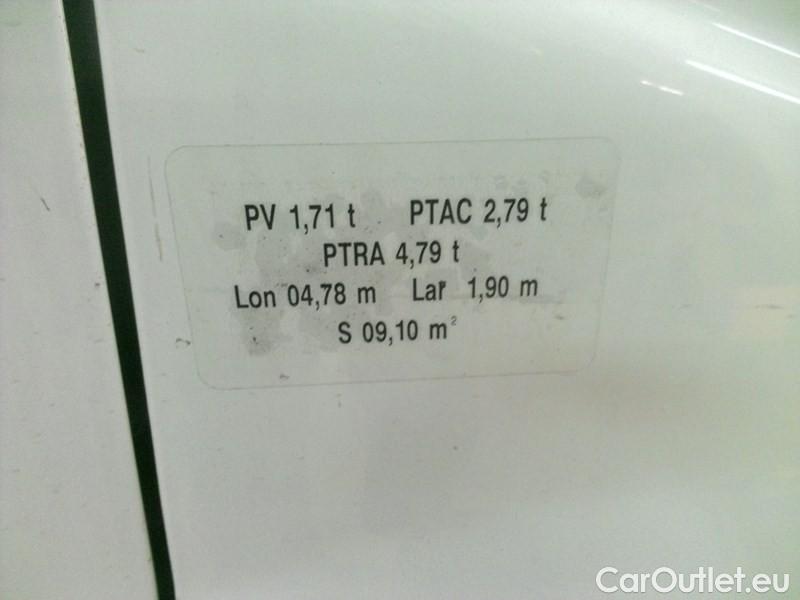 PV 1,71 t PTAC 2,79 t
PTRA 4,79 t
Lon 04,78 m Lar 1,90 m
S 09,10 m²
CarOutlet.eu